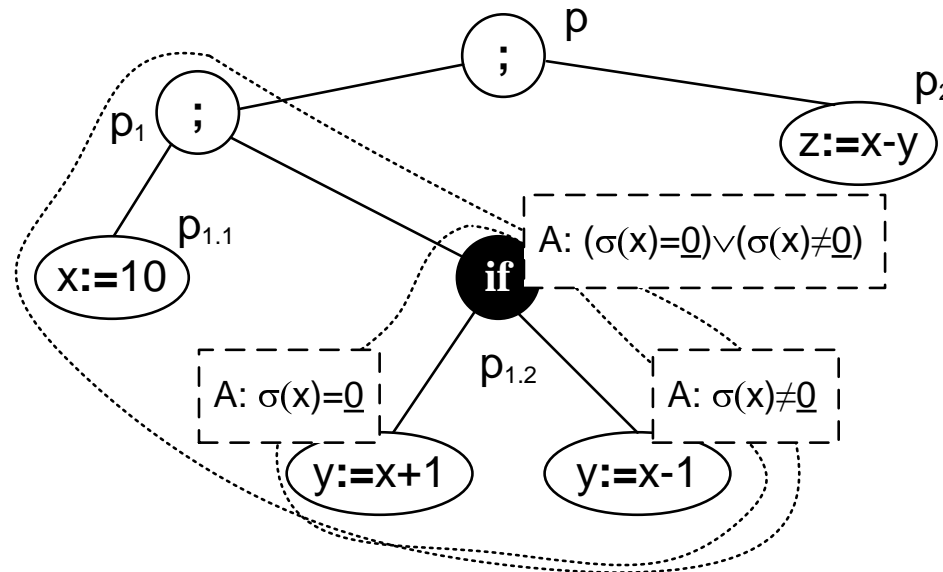 p
;
p₂
p₁
;
z:=x-y
p₁.₁
A: (σ(x)=0)∨(σ(x)≠0)
x:=10
if
p₁.₂
A: σ(x)=0
A: σ(x)≠0
y:=x+1
y:=x-1